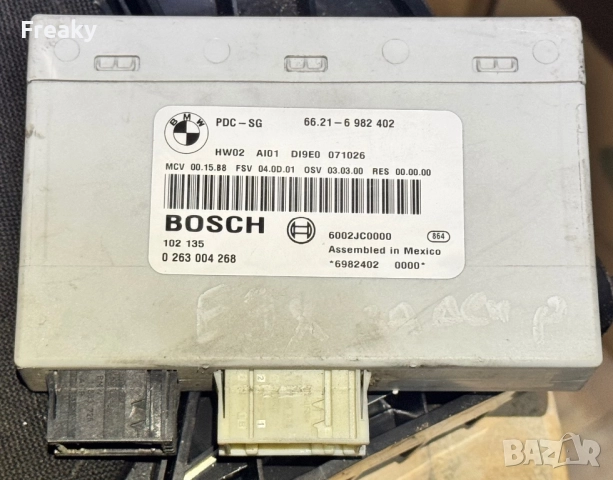 Freaky
BMW
PDC-SG 66.21-6 982 402
HW02 AI01 DI9E0 071026
MCV 00.15.88 FSV 04.0D.01 OSV 03.03.00 RES 00.00.00
BOSCH
6002JC0000 864
102 135 Assembled in Mexico
0 263 004 268 *6982402 0000*
BAZAR